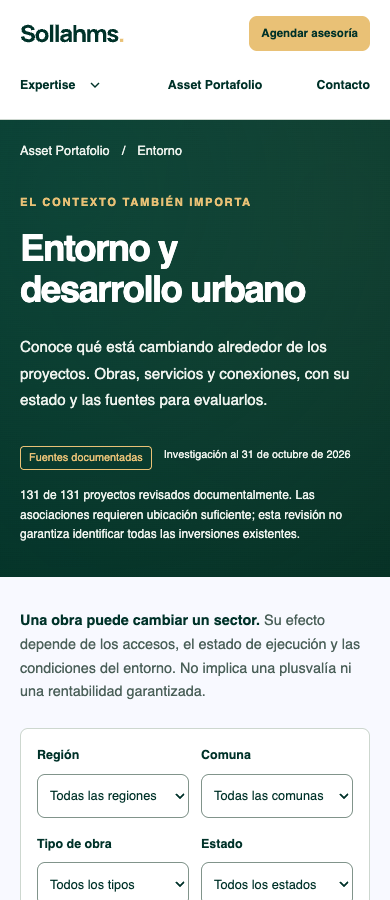 Sollahms.
Agendar asesoría
Expertise
Asset Portafolio
Contacto
Asset Portafolio / Entorno
EL CONTEXTO TAMBIÉN IMPORTA
Entorno y
desarrollo urbano
Conoce qué está cambiando alrededor de los
proyectos. Obras, servicios y conexiones, con su
estado y las fuentes para evaluarlos.
Fuentes documentadas
Investigación al 31 de octubre de 2026
131 de 131 proyectos revisados documentalmente. Las
asociaciones requieren ubicación suficiente; esta revisión no
garantiza identificar todas las inversiones existentes.
Una obra puede cambiar un sector. Su efecto
depende de los accesos, el estado de ejecución y las
condiciones del entorno. No implica una plusvalía ni
una rentabilidad garantizada.
Región
Comuna
Todas las regiones
Todas las comunas
Tipo de obra
Estado
Todos los tipos
Todos los estados